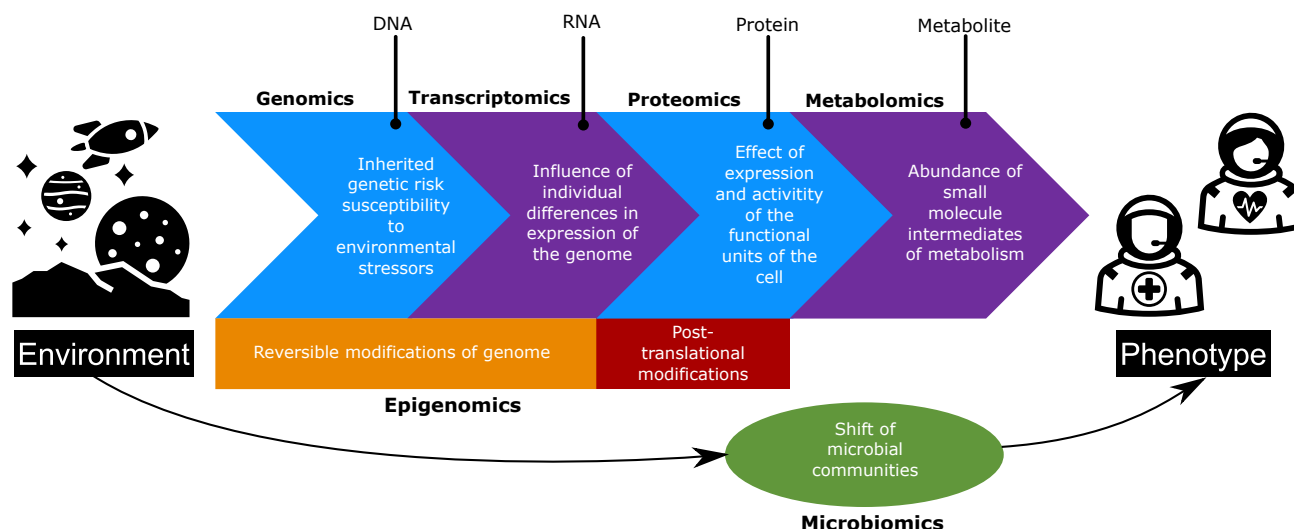 DNA
RNA
Protein
Metabolite
Genomics
Transcriptomics
Proteomics
Metabolomics
Inherited
genetic risk
susceptibility
to
environmental
stressors
Influence of
individual
differences in
expression of
the genome
Effect of
expression
and activitity
of the
functional
units of the
cell
Abundance of
small
molecule
intermediates
of metabolism
Environment
Reversible modifications of genome
Post-
translational
modifications
Phenotype
Epigenomics
Shift of
microbial
communities
Microbiomics